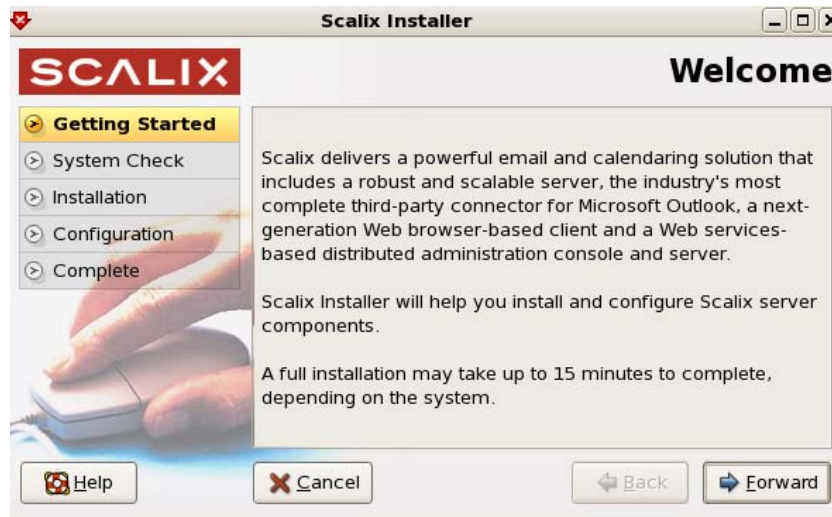 Scalix Installer
SCALIX
Welcome
Getting Started
System Check
Installation
Configuration
Complete
Scalix delivers a powerful email and calendaring solution that
includes a robust and scalable server, the industry's most
complete third-party connector for Microsoft Outlook, a next-
generation Web browser-based client and a Web services-
based distributed administration console and server.
Scalix Installer will help you install and configure Scalix server
components.
A full installation may take up to 15 minutes to complete,
depending on the system.
Help
Cancel
Back
Forward